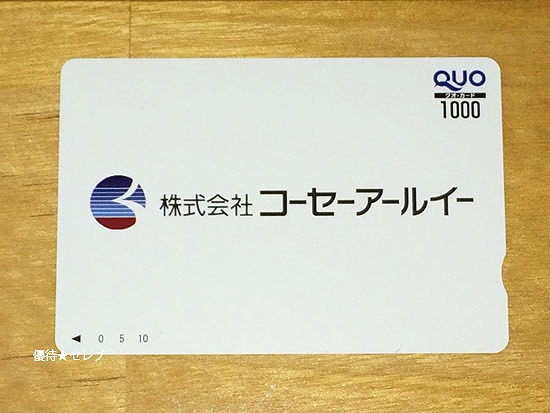 QUO
クオ・カード
1000
株式会社 コーセーアールイー
◀ 0 5 10
優待★セレブ